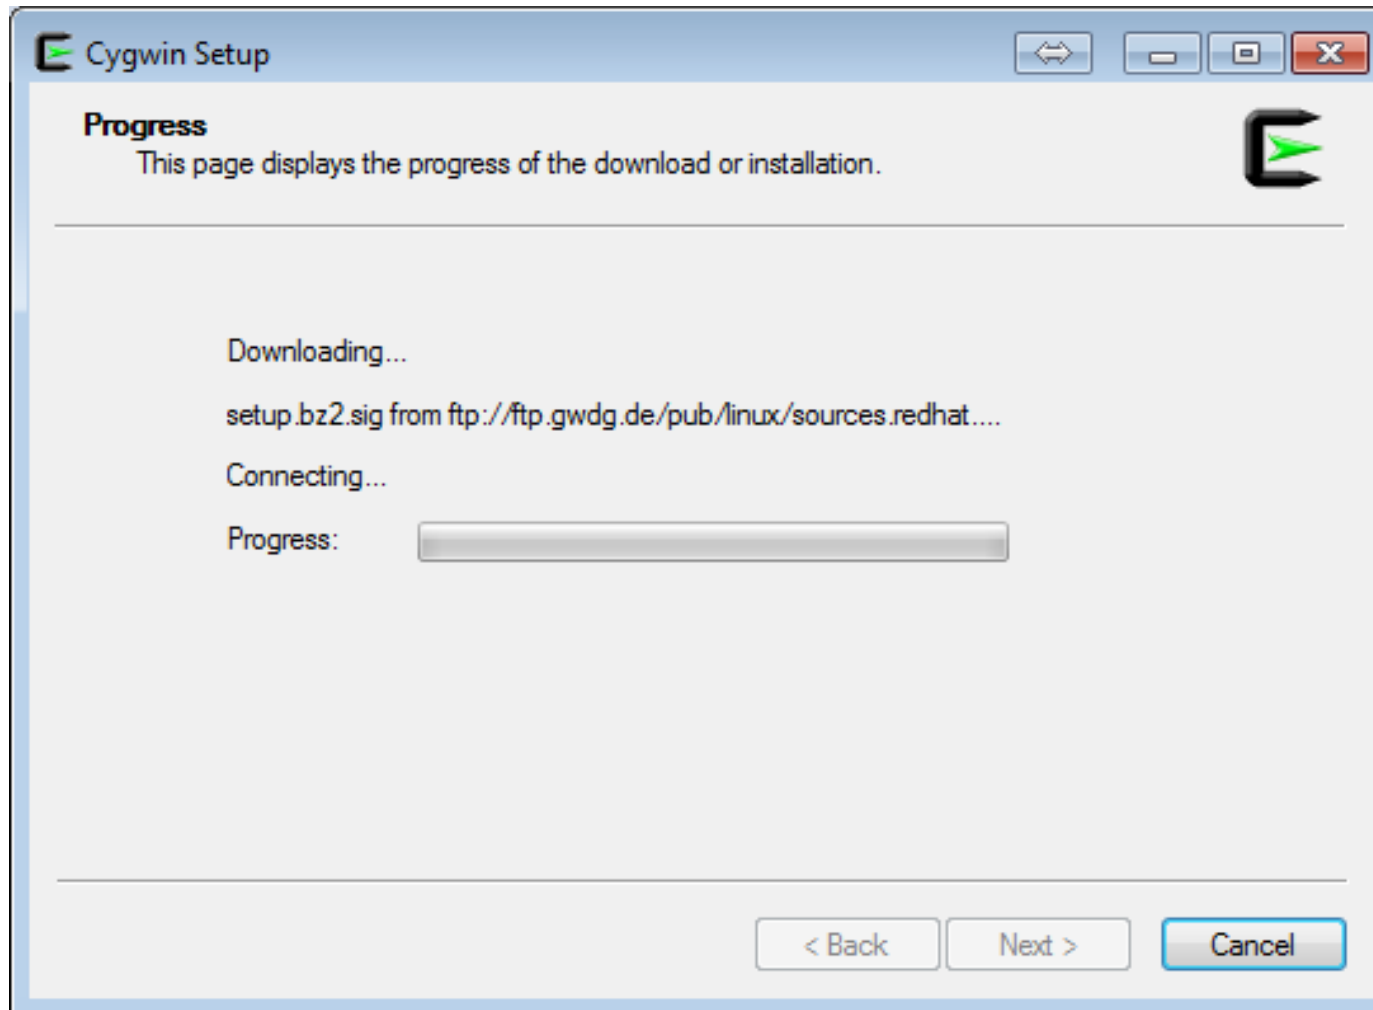 Cygwin Setup
Progress
This page displays the progress of the download or installation.
Downloading...
setup.bz2.sig from ftp://ftp.gwdg.de/pub/linux/sources.redhat....
Connecting...
Progress:
< Back Next > Cancel